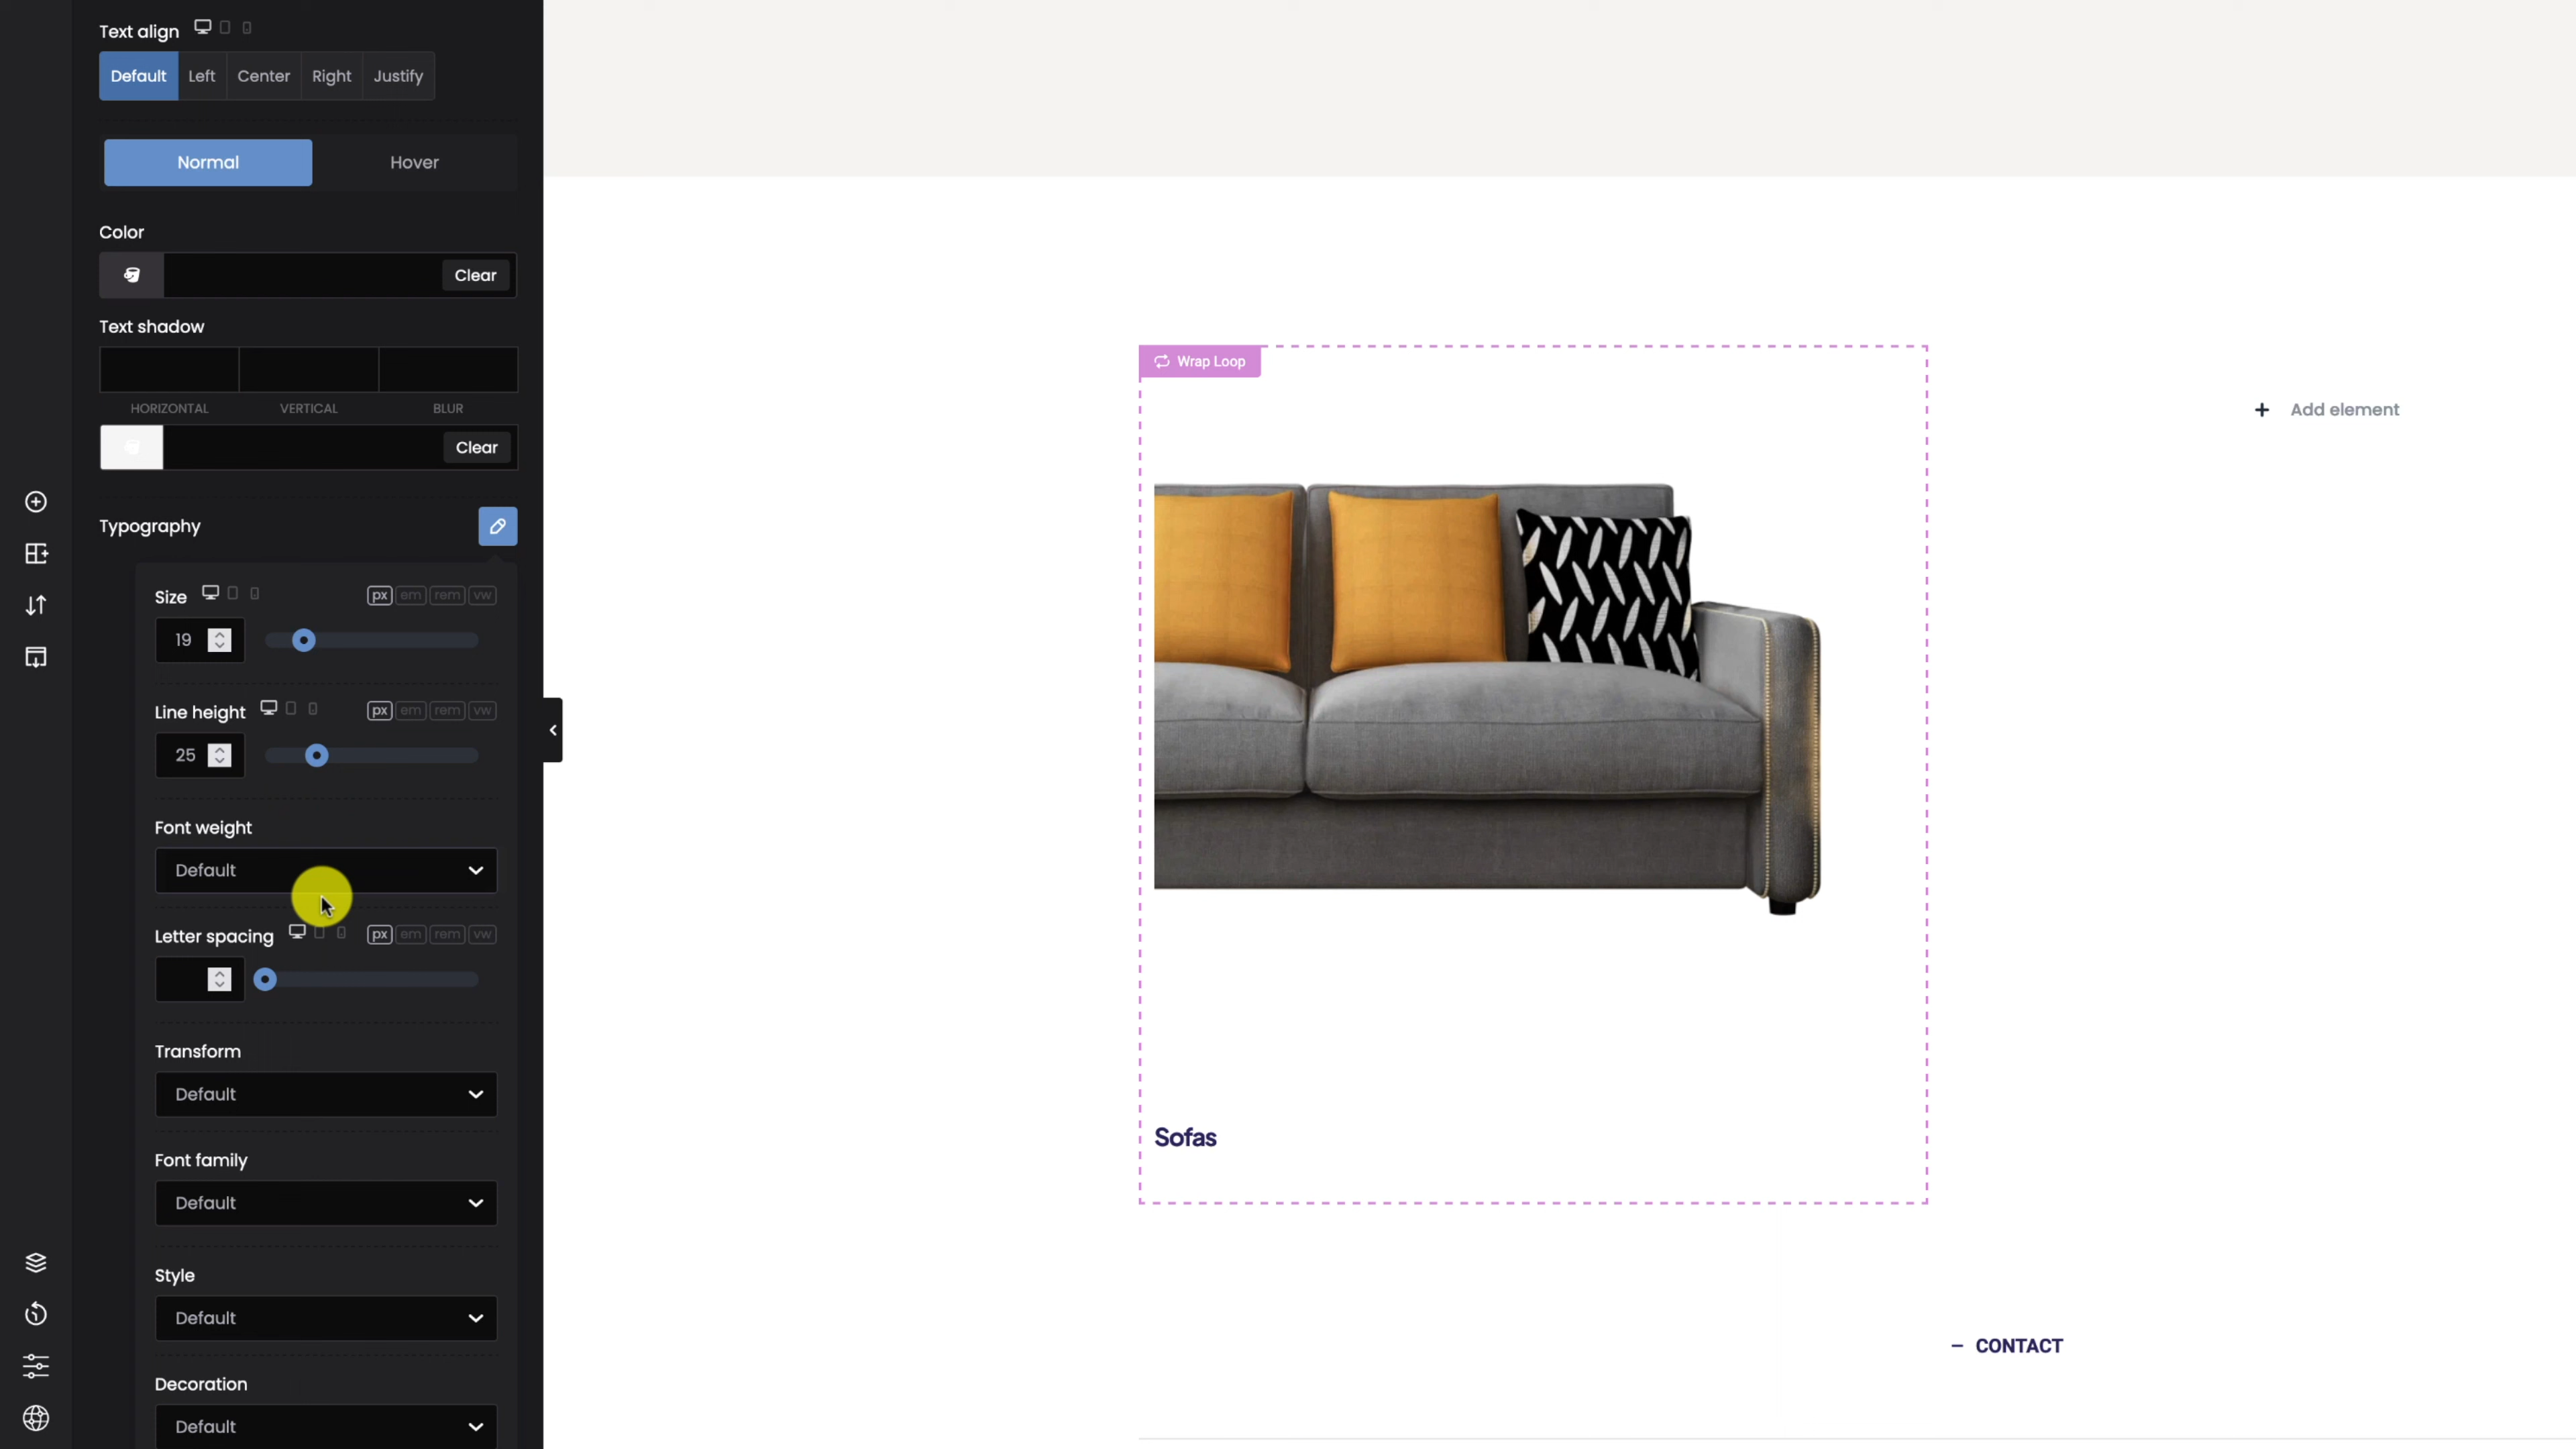 Text align
Default Left Center Right Justify
Normal Hover
Color
Clear
Text shadow
HORIZONTAL VERTICAL BLUR
Clear
Typography
Size px em rem vw
19
Line height px em rem vw
25
Font weight
Default
Letter spacing px em rem vw
Transform
Default
Font family
Default
Style
Default
Decoration
Default
Wrap Loop
+ Add element
Sofas
– CONTACT